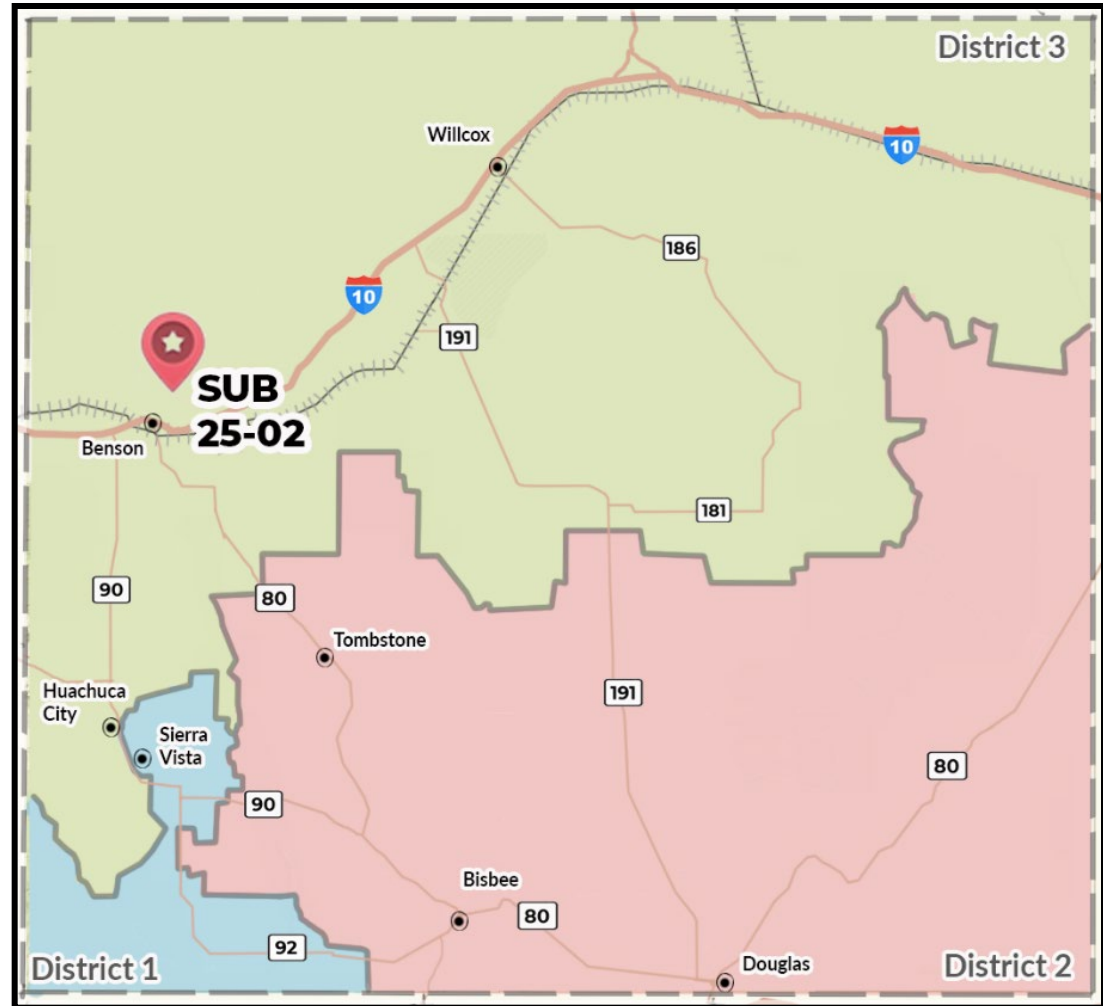 District 3
Willcox
10
186
10
191
SUB
25-02
Benson
181
90
80
Tombstone
Huachuca
City
191
Sierra
Vista
80
90
Bisbee
80
92
Douglas
District 1
District 2